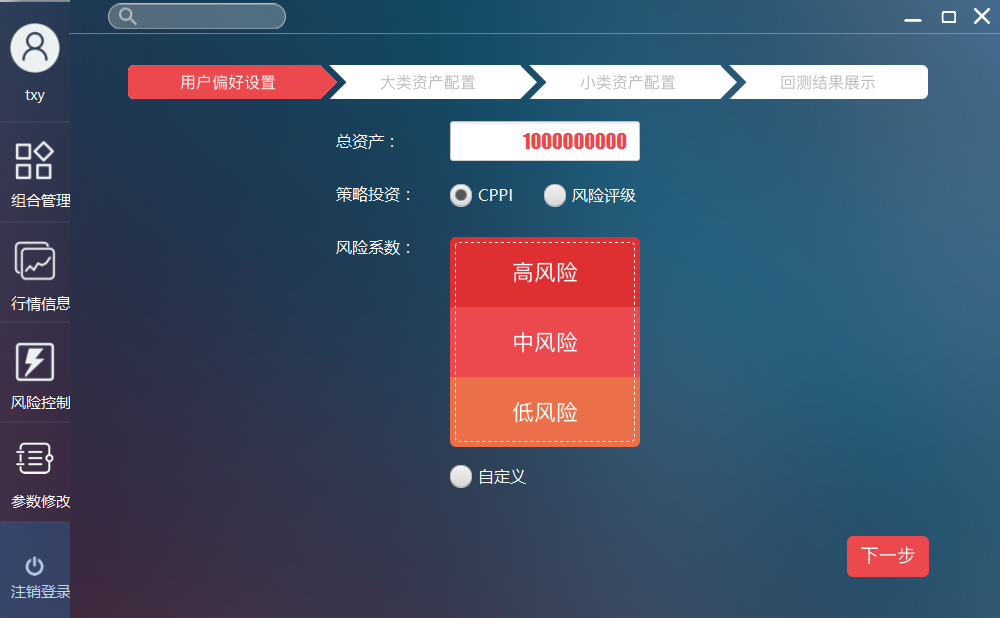 txy
组合管理
行情信息
风险控制
参数修改
注销登录
用户偏好设置
大类资产配置
小类资产配置
回测结果展示
总资产：
1000000000
策略投资：
CPPI
风险评级
风险系数：
高风险
中风险
低风险
自定义
下一步